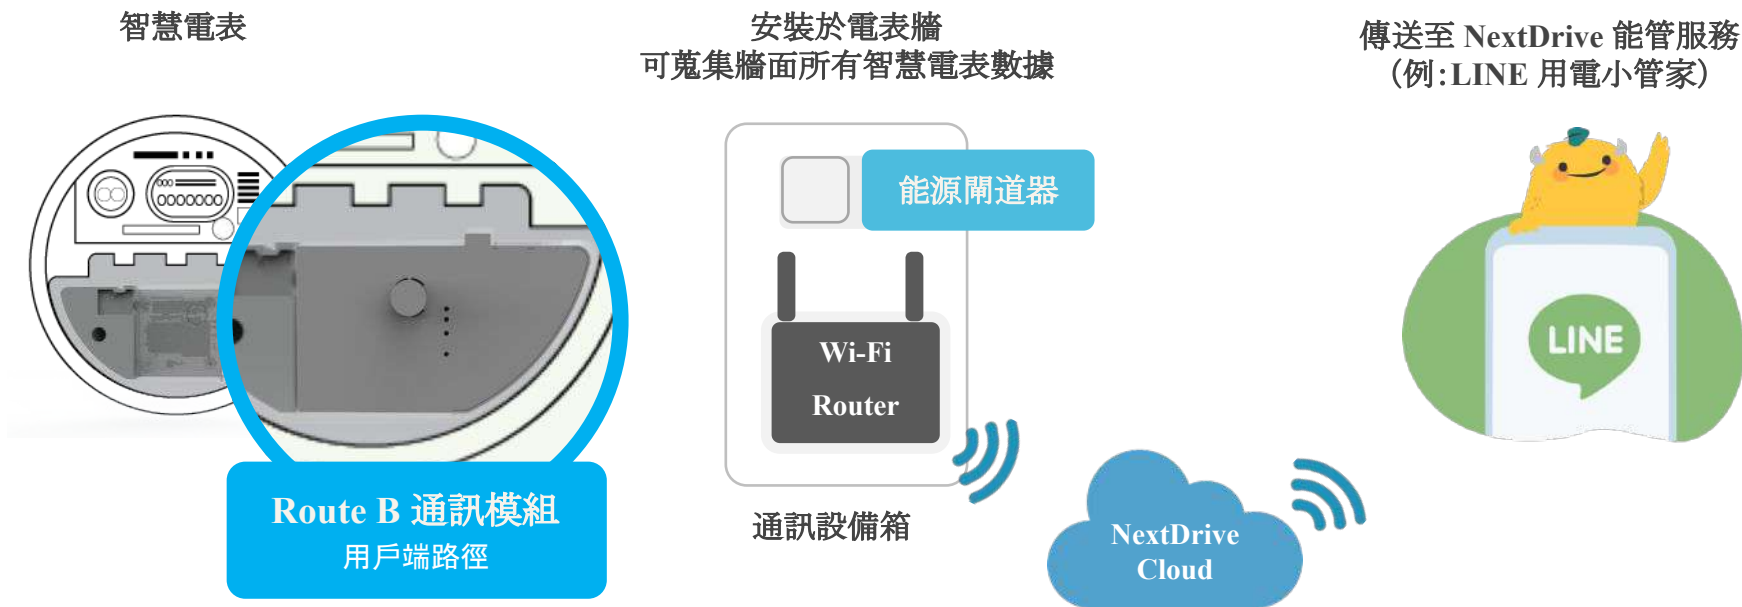 智慧電表
安裝於電表牆
可蒐集牆面所有智慧電表數據
傳送至 NextDrive 能管服務
（例：LINE 用電小管家）
0000000
能源閘道器
Wi-Fi
Router
LINE
Route B 通訊模組
用戶端路徑
通訊設備箱
NextDrive
Cloud